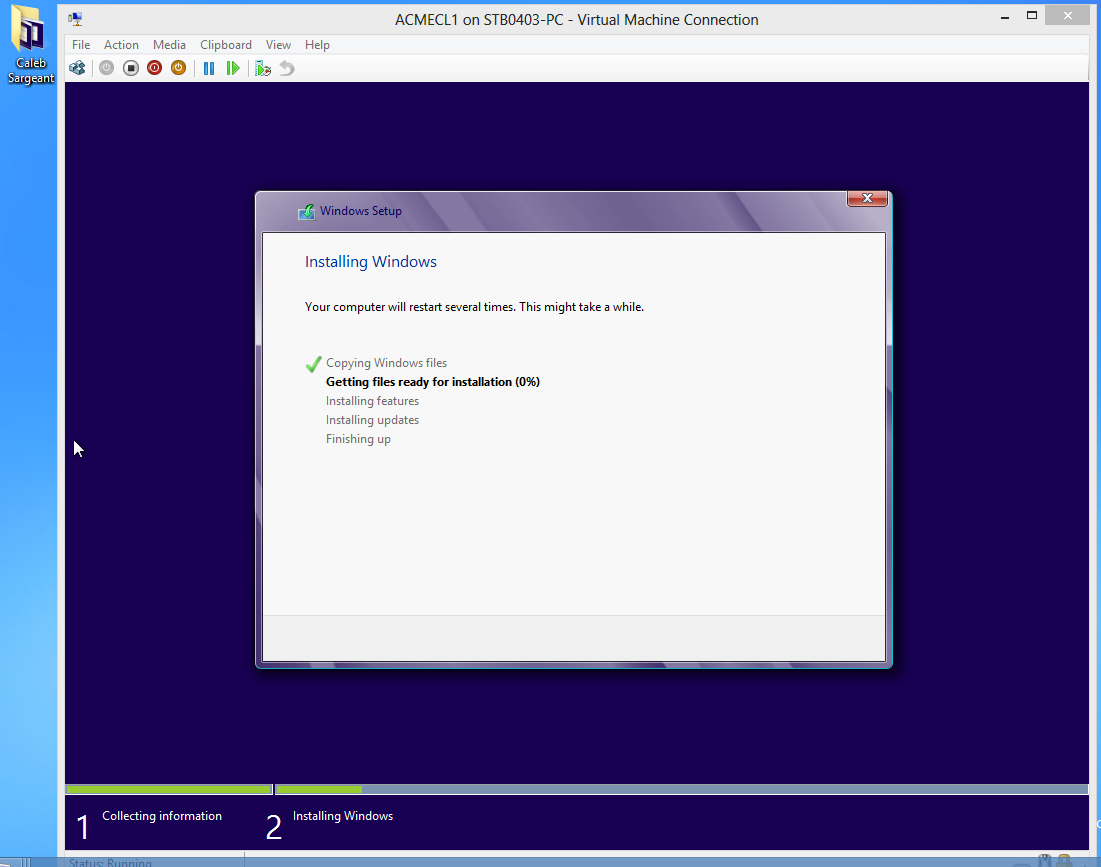 Caleb
Sargeant
ACMECL1 on STB0403-PC - Virtual Machine Connection
File Action Media Clipboard View Help
Windows Setup
Installing Windows
Your computer will restart several times. This might take a while.
Copying Windows files
Getting files ready for installation (0%)
Installing features
Installing updates
Finishing up
1 Collecting information
2 Installing Windows
Status: Running